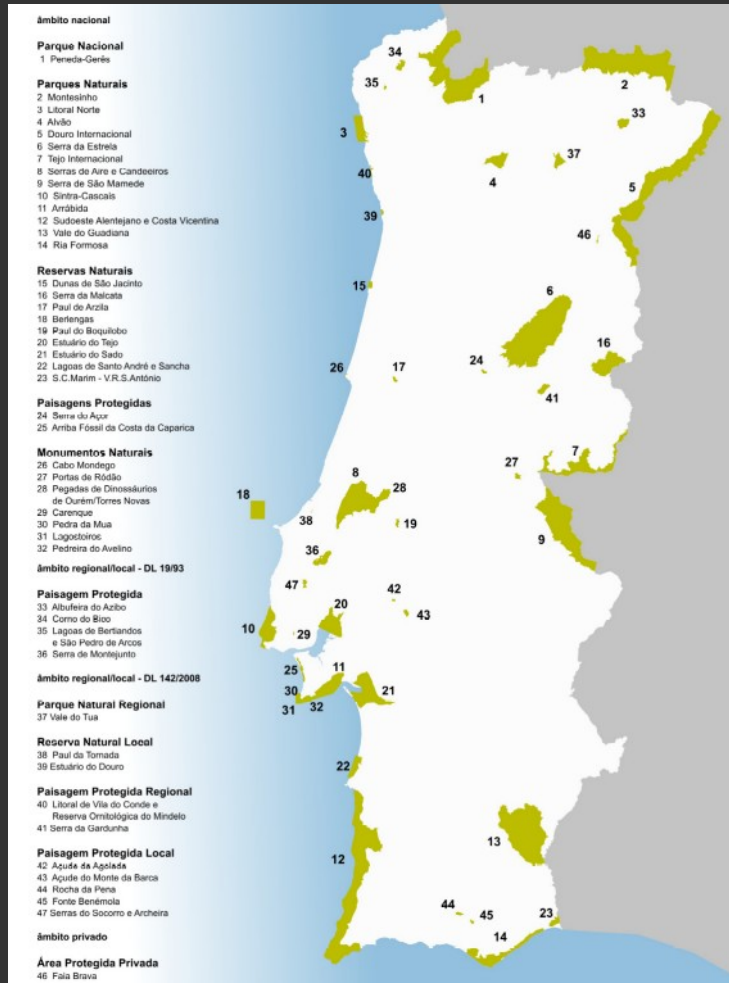 âmbito nacional
Parque Nacional
1 Peneda-Gerês
Parques Naturais
2 Montesinho
3 Litoral Norte
4 Alvão
5 Douro Internacional
6 Serra da Estrela
7 Tejo Internacional
8 Serras de Aire e Candeeiros
9 Serra de São Mamede
10 Sintra-Cascais
11 Arrábida
12 Sudoeste Alentejano e Costa Vicentina
13 Vale do Guadiana
14 Ria Formosa
Reservas Naturais
15 Dunas de São Jacinto
16 Serra da Malcata
17 Paul de Arzila
18 Berlengas
19 Paul do Boquilobo
20 Estuário do Tejo
21 Estuário do Sado
22 Lagoas de Santo André e Sancha
23 S.C.Marim - V.R.S.António
Paisagens Protegidas
24 Serra do Açor
25 Arriba Fóssil da Costa da Caparica
Monumentos Naturais
26 Cabo Mondego
27 Portas de Ródão
28 Pegadas de Dinossáurios
de Ourém/Torres Novas
29 Carenque
30 Pedra da Mua
31 Lagosteiros
32 Pedreira do Avelino
âmbito regional/local - DL 19/93
Paisagem Protegida
33 Albufeira do Azibo
34 Corno do Bico
35 Lagoas de Bertiandos
e São Pedro de Arcos
36 Serra de Montejunto
âmbito regional/local - DL 142/2008
Parque Natural Regional
37 Vale do Tua
Reserva Natural Local
38 Paul da Tornada
39 Estuário do Douro
Paisagem Protegida Regional
40 Litoral de Vila do Conde e
Reserva Ornitológica do Mindelo
41 Serra da Gardunha
Paisagem Protegida Local
42 Açude da Agolada
43 Açude do Monte da Barca
44 Rocha da Pena
45 Fonte Benémola
47 Serras do Socorro e Archeira
âmbito privado
Área Protegida Privada
46 Faia Brava
34
35
1
2
33
3
37
4
40
5
39
46
15
6
16
26
17
24
41
7
27
8
28
18
38
19
9
36
47
42
20
43
10
29
25
11
30
21
31
32
22
13
12
44
45
23
14